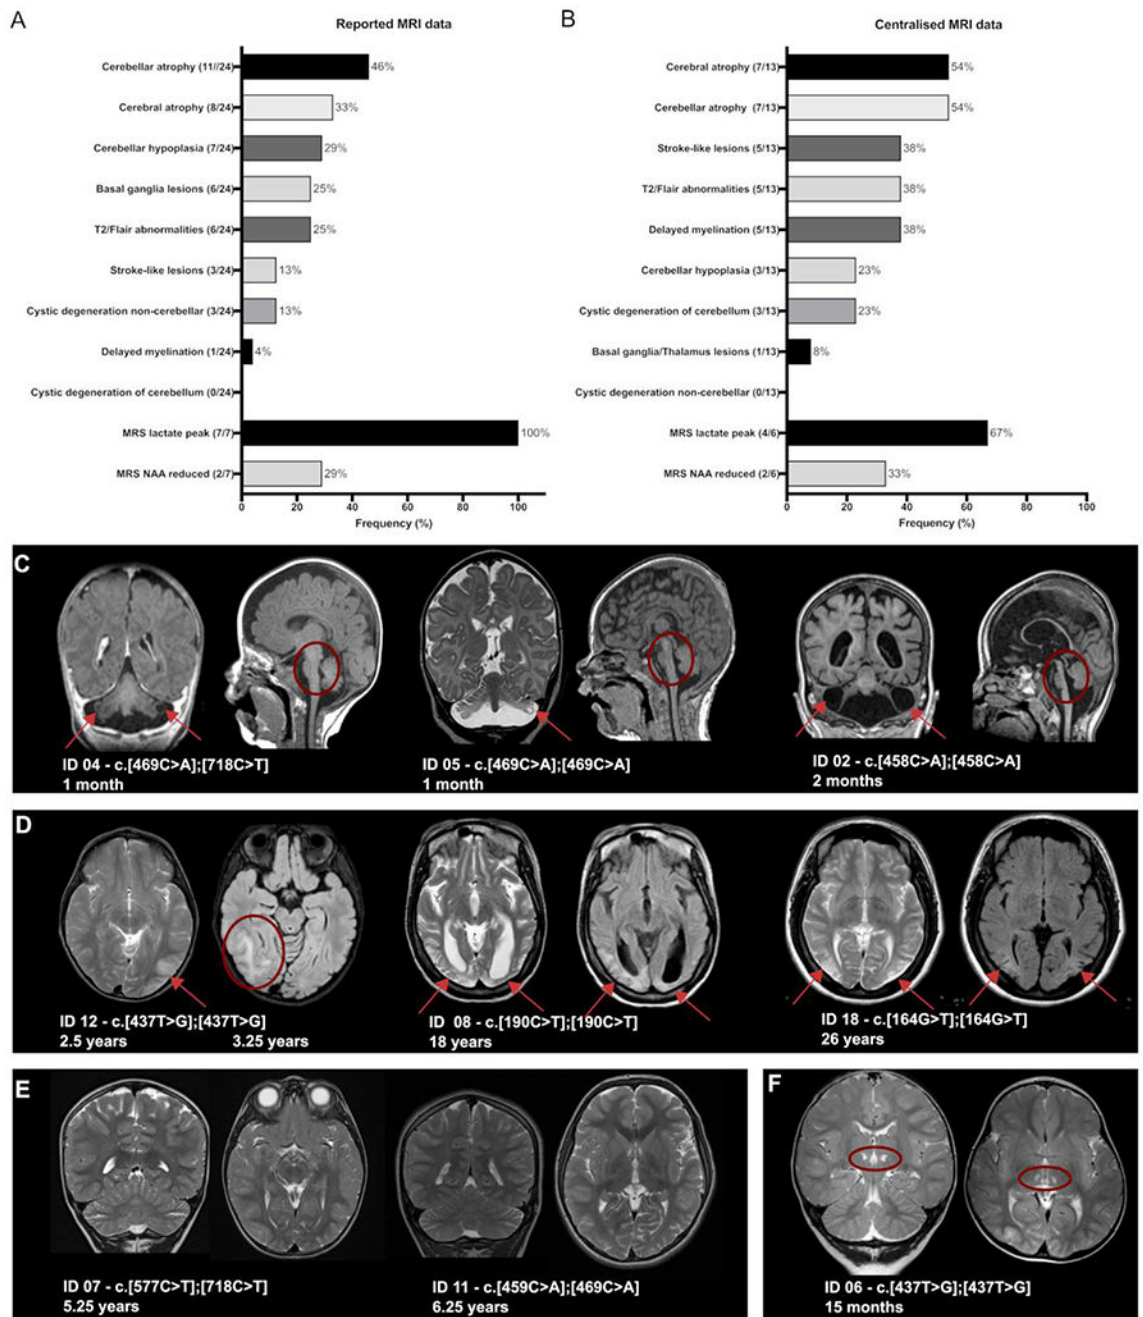 A
Reported MRI data
Cerebellar atrophy (11//24) 46%
Cerebral atrophy (8/24) 33%
Cerebellar hypoplasia (7/24) 29%
Basal ganglia lesions (6/24) 25%
T2/Flair abnormalities (6/24) 25%
Stroke-like lesions (3/24) 13%
Cystic degeneration non-cerebellar (3/24) 13%
Delayed myelination (1/24) 4%
Cystic degeneration of cerebellum (0/24)
MRS lactate peak (7/7) 100%
MRS NAA reduced (2/7) 29%
0 20 40 60 80 100
Frequency (%)
B
Centralised MRI data
Cerebral atrophy (7/13) 54%
Cerebellar atrophy (7/13) 54%
Stroke-like lesions (5/13) 38%
T2/Flair abnormalities (5/13) 38%
Delayed myelination (5/13) 38%
Cerebellar hypoplasia (3/13) 23%
Cystic degeneration of cerebellum (3/13) 23%
Basal ganglia/Thalamus lesions (1/13) 8%
Cystic degeneration non-cerebellar (0/13)
MRS lactate peak (4/6) 67%
MRS NAA reduced (2/6) 33%
0 20 40 60 80 100
Frequency (%)
C
ID 04 - c.[469C>A];[718C>T]
1 month
ID 05 - c.[469C>A];[469C>A]
1 month
ID 02 - c.[458C>A];[458C>A]
2 months
D
ID 12 - c.[437T>G];[437T>G]
2.5 years 3.25 years
ID 08 - c.[190C>T];[190C>T]
18 years
ID 18 - c.[164G>T];[164G>T]
26 years
E
ID 07 - c.[577C>T];[718C>T]
5.25 years
ID 11 - c.[459C>A];[469C>A]
6.25 years
F
ID 06 - c.[437T>G];[437T>G]
15 months